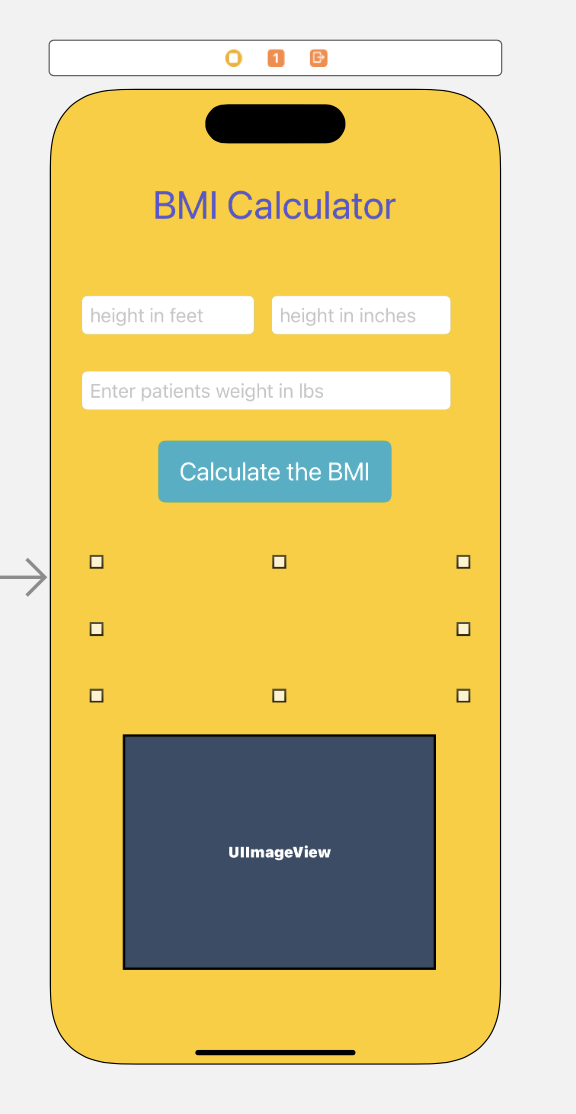 1
BMI Calculator
height in feet
height in inches
Enter patients weight in lbs
Calculate the BMI
UIImageView